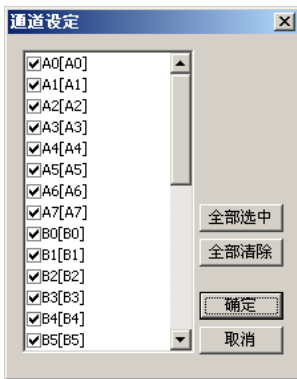 通道设定
A0[A0]
A1[A1]
A2[A2]
A3[A3]
A4[A4]
A5[A5]
A6[A6]
A7[A7]
B0[B0]
B1[B1]
B2[B2]
B3[B3]
B4[B4]
B5[B5]
全部选中
全部清除
确定
取消